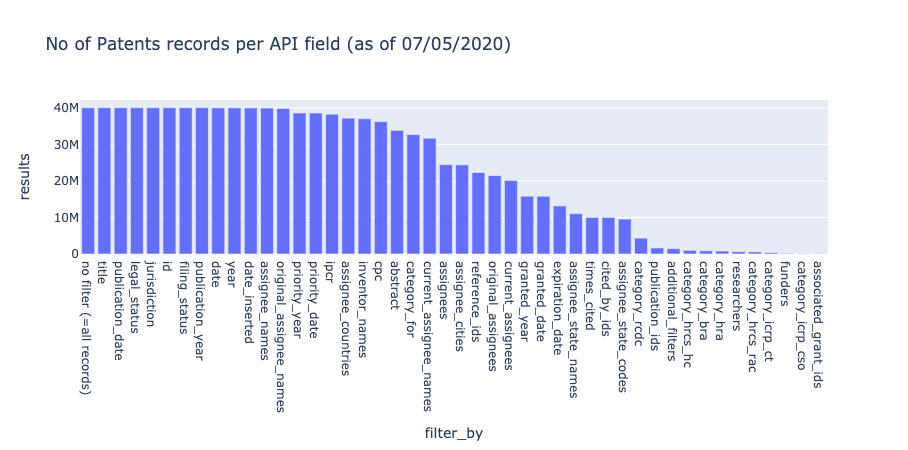 No of Patents records per API field (as of 07/05/2020)
results
40M
30M
20M
10M
0
no filter (=all records)
title
publication_date
legal_status
jurisdiction
id
filing_status
publication_year
date
year
date_inserted
assignee_names
original_assignee_names
priority_year
priority_date
ipcr
assignee_countries
inventor_names
cpc
abstract
category_for
current_assignee_names
assignees
assignee_cities
reference_ids
original_assignees
current_assignees
granted_year
granted_date
expiration_date
assignee_state_names
times_cited
cited_by_ids
assignee_state_codes
category_rcdc
publication_ids
additional_filters
category_hrcs_hc
category_bra
category_hra
researchers
category_hrcs_rac
category_icrp_ct
funders
category_icrp_cso
associated_grant_ids
filter_by